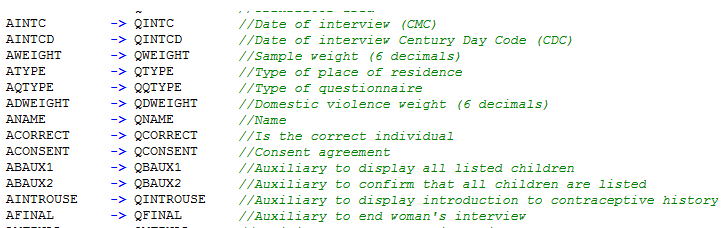 AINTC -> QINTC //Date of interview (CMC)
AINTCD -> QINTCD //Date of interview Century Day Code (CDC)
AWEIGHT -> QWEIGHT //Sample weight (6 decimals)
ATYPE -> QTYPE //Type of place of residence
AQTYPE -> QQTYPE //Type of questionnaire
ADWEIGHT -> QDWEIGHT //Domestic violence weight (6 decimals)
ANAME -> QNAME //Name
ACORRECT -> QCORRECT //Is the correct individual
ACONSENT -> QCONSENT //Consent agreement
ABAUX1 -> QBAUX1 //Auxiliary to display all listed children
ABAUX2 -> QBAUX2 //Auxiliary to confirm that all children are listed
AINTROUSE -> QINTROUSE //Auxiliary to display introduction to contraceptive history
AFINAL -> QFINAL //Auxiliary to end woman's interview